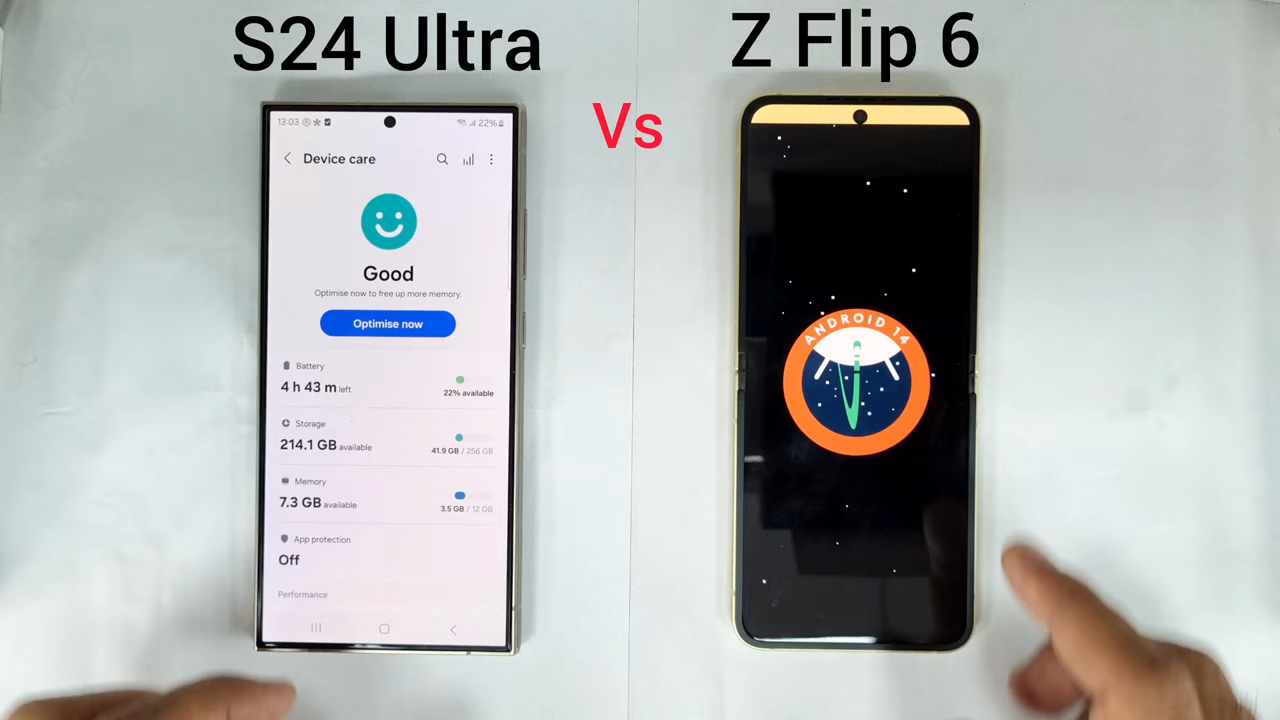 S24 Ultra
Z Flip 6
Vs
13:03
22%
Device care
Good
Optimise now to free up more memory.
Optimise now
Battery
4 h 43 m left
22% available
Storage
214.1 GB available
41.9 GB / 256 GB
Memory
7.3 GB available
3.5 GB / 12 GB
App protection
Off
Performance
ANDROID 14